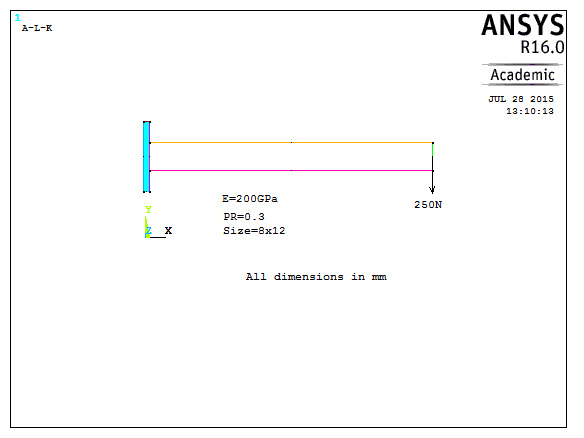 1
A-L-K
ANSYS
R16.0
Academic
JUL 28 2015
13:10:13
E=200GPa
250N
PR=0.3
Size=8x12
Y
Z X
All dimensions in mm